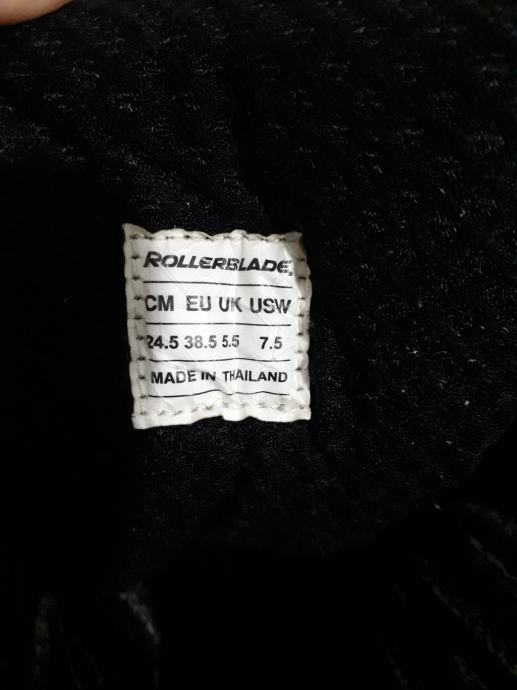 ROLLERBLADE.
CM EU UK USW
24.5 38.5 5.5 7.5
MADE IN THAILAND